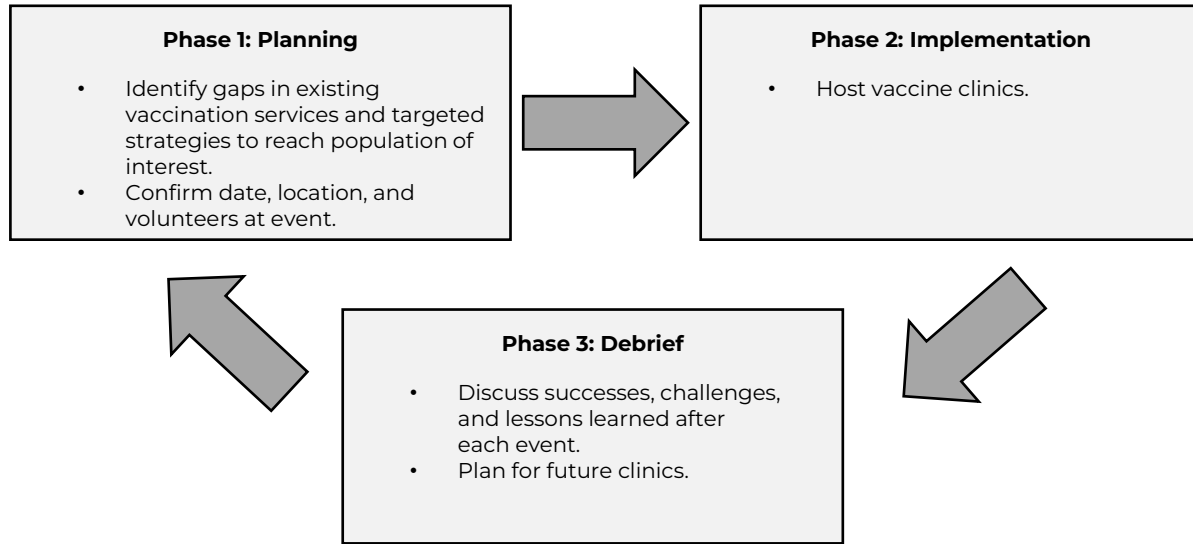 Phase 1: Planning
• Identify gaps in existing
vaccination services and targeted
strategies to reach population of
interest.
• Confirm date, location, and
volunteers at event.
Phase 2: Implementation
• Host vaccine clinics.
Phase 3: Debrief
• Discuss successes, challenges,
and lessons learned after
each event.
• Plan for future clinics.